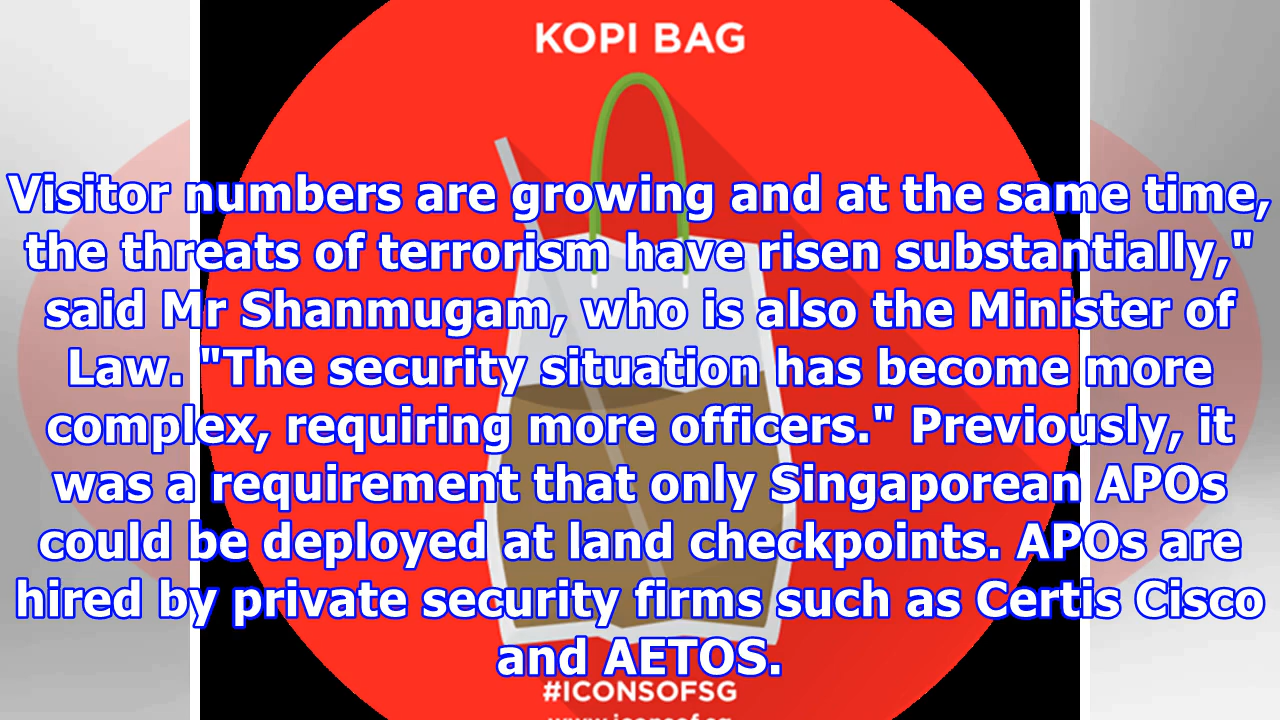 KOPI BAG
Visitor numbers are growing and at the same time,
the threats of terrorism have risen substantially,"
said Mr Shanmugam, who is also the Minister of
Law. "The security situation has become more
complex, requiring more officers." Previously, it
was a requirement that only Singaporean APOs
could be deployed at land checkpoints. APOs are
hired by private security firms such as Certis Cisco
and AETOS.
#ICONSOFSG
www.iconsof.sg